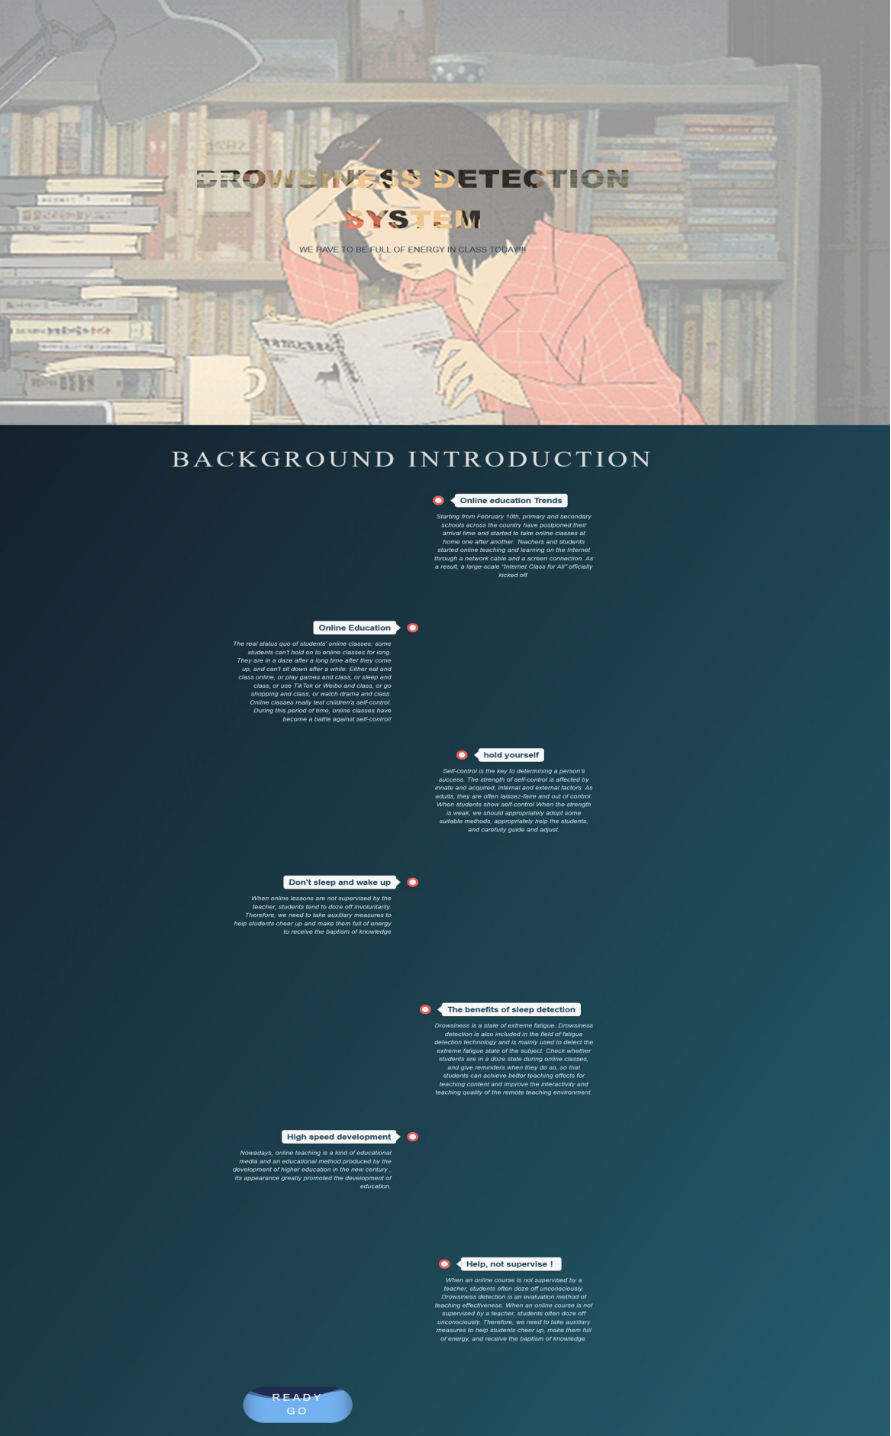 DROWSINESS DETECTION
SYSTEM
WE HAVE TO BE FULL OF ENERGY IN CLASS TODAY!!!
BACKGROUND INTRODUCTION
Online education Trends
Starting from February 10th, primary and secondary
schools across the country have postponed their
arrival time and started to take online classes at
home one after another. Teachers and students
started online teaching and learning on the Internet
through a network cable and a screen connection. As
a result, a large-scale "Internet Class for All" officially
kicked off.
Online Education
The real status quo of students' online classes: some
students can't hold on to online classes for long.
They are in a daze after a long time after they come
up, and can't sit down after a while. Either eat and
class online, or play games and class, or sleep and
class, or use TikTok or Weibo and class, or go
shopping and class, or watch drama and class.
Online classes really test children's self-control.
During this period of time, online classes have
become a battle against self-control!
hold yourself
Self-control is the key to determining a person's
success. The strength of self-control is affected by
innate and acquired, internal and external factors. As
adults, they are often laissez-faire and out of control.
When students show self-control When the strength
is weak, we should appropriately adopt some
suitable methods, appropriately help the students,
and carefully guide and adjust.
Don't sleep and wake up
When online lessons are not supervised by the
teacher, students tend to doze off involuntarily.
Therefore, we need to take auxiliary measures to
help students cheer up and make them full of energy
to receive the baptism of knowledge
The benefits of sleep detection
Drowsiness is a state of extreme fatigue. Drowsiness
detection is also included in the field of fatigue
detection technology and is mainly used to detect the
extreme fatigue state of the subject. Check whether
students are in a doze state during online classes,
and give reminders when they do so, so that
students can achieve better teaching effects for
teaching content and improve the interactivity and
teaching quality of the remote teaching environment.
High speed development
Nowadays, online teaching is a kind of educational
media and an educational method produced by the
development of higher education in the new century ,
its appearance greatly promoted the development of
education.
Help, not supervise !
When an online course is not supervised by a
teacher, students often doze off unconsciously.
Drowsiness detection is an evaluation method of
teaching effectiveness. When an online course is not
supervised by a teacher, students often doze off
unconsciously. Therefore, we need to take auxiliary
measures to help students cheer up, make them full
of energy, and receive the baptism of knowledge.
READY
GO